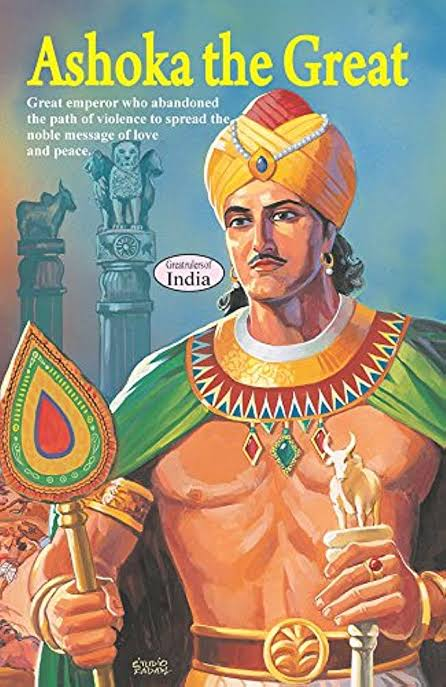 Ashoka the Great
Great emperor who abandoned
the path of violence to spread the
noble message of love
and peace.
Great rulers of
India
STUDIO